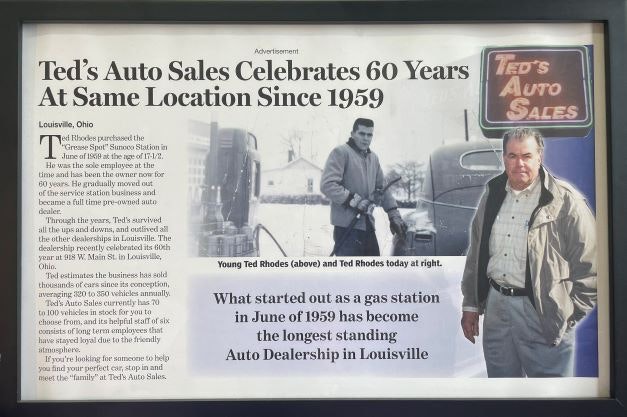 Advertisement
Ted's Auto Sales Celebrates 60 Years
At Same Location Since 1959
TED'S
AUTO
SALES
Louisville, Ohio
Ted Rhodes purchased the
"Grease Spot" Sunoco Station in
June of 1959 at the age of 17-1/2.
He was the sole employee at the
time and has been the owner now for
60 years. He gradually moved out
of the service station business and
became a full time pre-owned auto
dealer.
Through the years, Ted's survived
all the ups and downs, and outlived all
the other dealerships in Louisville. The
dealership recently celebrated its 60th
year at 918 W. Main St. in Louisville,
Ohio.
Ted estimates the business has sold
thousands of cars since its conception,
averaging 320 to 350 vehicles annually.
Ted's Auto Sales currently has 70
to 100 vehicles in stock for you to
choose from, and its helpful staff of six
consists of long term employees that
have stayed loyal due to the friendly
atmosphere.
If you're looking for someone to help
you find your perfect car, stop in and
meet the "family" at Ted's Auto Sales.
Young Ted Rhodes (above) and Ted Rhodes today at right.
What started out as a gas station
in June of 1959 has become
the longest standing
Auto Dealership in Louisville